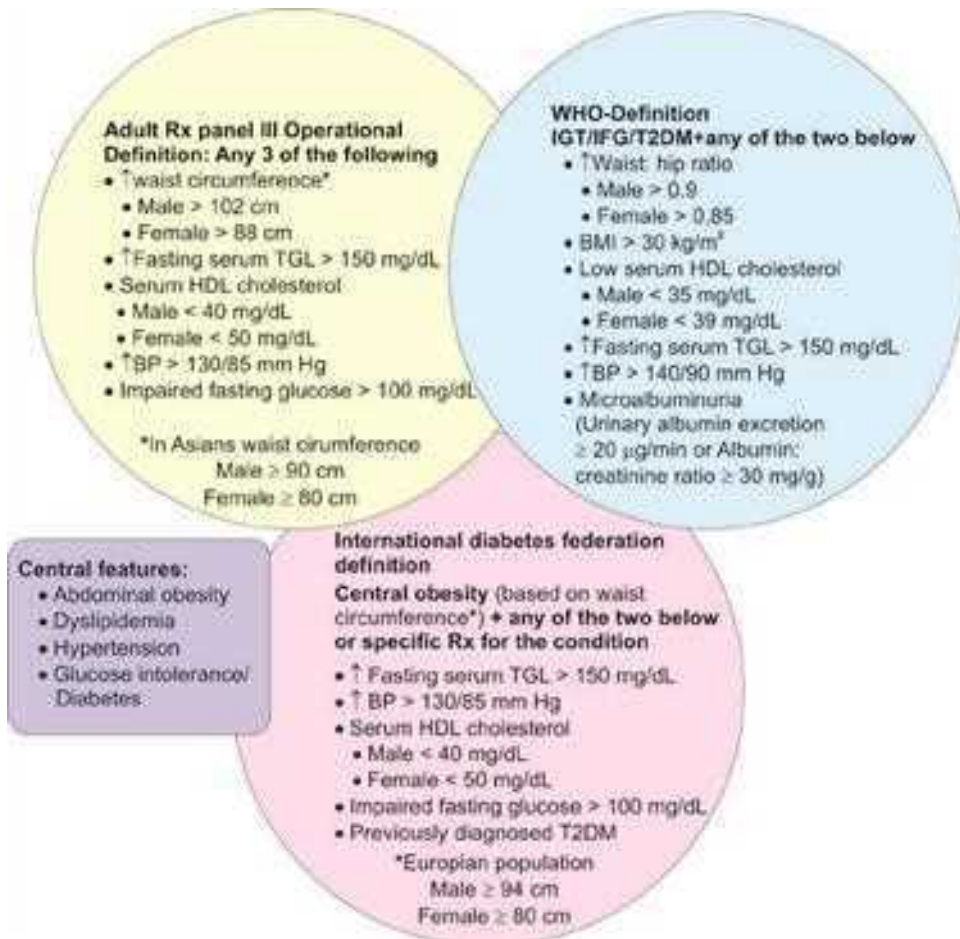 Adult Rx panel III Operational
Definition: Any 3 of the following
• ↑waist circumference*
• Male > 102 cm
• Female > 88 cm
• ↑Fasting serum TGL > 150 mg/dL
• Serum HDL cholesterol
• Male < 40 mg/dL
• Female < 50 mg/dL
• ↑BP > 130/85 mm Hg
• Impaired fasting glucose > 100 mg/dL
*In Asians waist cirumference
Male ≥ 90 cm
Female ≥ 80 cm
WHO-Definition
IGT/IFG/T2DM+any of the two below
• ↑Waist: hip ratio
• Male > 0.9
• Female > 0.85
• BMI > 30 kg/m²
• Low serum HDL cholesterol
• Male < 35 mg/dL
• Female < 39 mg/dL
• ↑Fasting serum TGL > 150 mg/dL
• ↑BP > 140/90 mm Hg
• Microalbuminuria
(Urinary albumin excretion
≥ 20 μg/min or Albumin:
creatinine ratio ≥ 30 mg/g)
Central features:
• Abdominal obesity
• Dyslipidemia
• Hypertension
• Glucose intolerance/
Diabetes
International diabetes federation
definition
Central obesity (based on waist
circumference*) + any of the two below
or specific Rx for the condition
• ↑ Fasting serum TGL > 150 mg/dL
• ↑ BP > 130/85 mm Hg
• Serum HDL cholesterol
• Male < 40 mg/dL
• Female < 50 mg/dL
• Impaired fasting glucose > 100 mg/dL
• Previously diagnosed T2DM
*Europian population
Male ≥ 94 cm
Female ≥ 80 cm